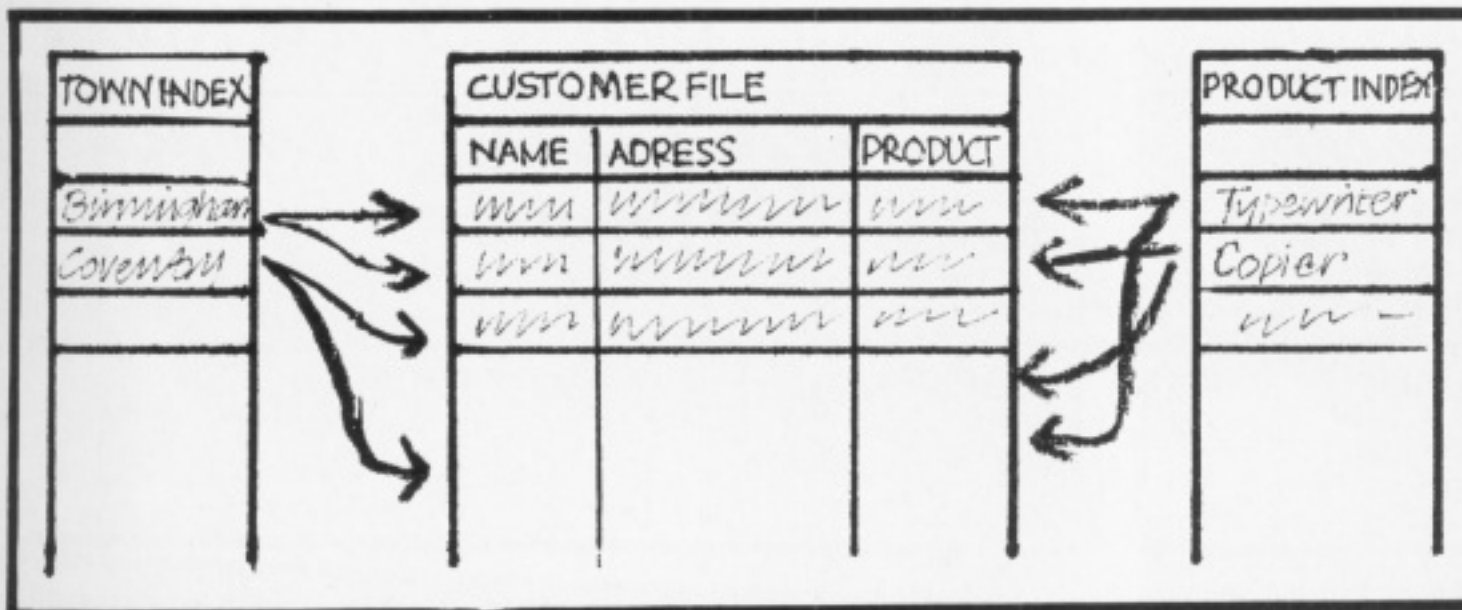 TOWN INDEX
Birmingham
Coventry
CUSTOMER FILE
NAME ADRESS PRODUCT
PRODUCT INDEX
Typewriter
Copier